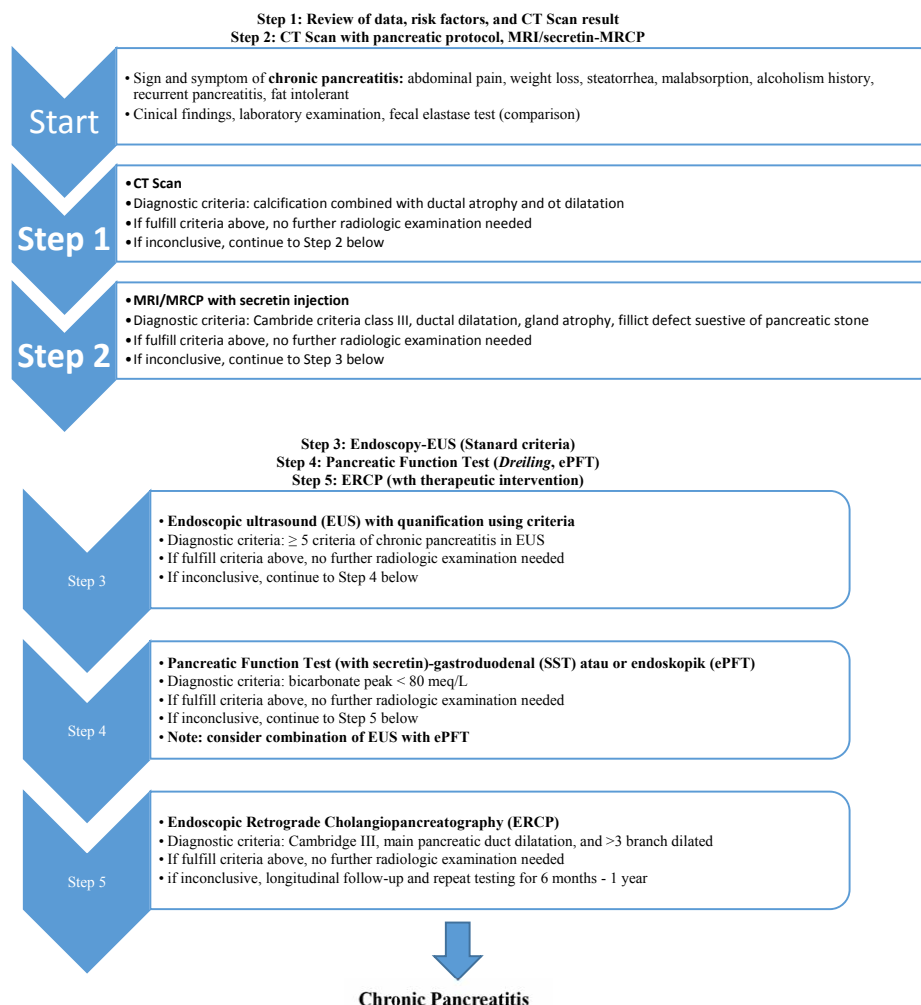 Step 1: Review of data, risk factors, and CT Scan result
Step 2: CT Scan with pancreatic protocol, MRI/secretin-MRCP
Start
• Sign and symptom of chronic pancreatitis: abdominal pain, weight loss, steatorrhea, malabsorption, alcoholism history,
recurrent pancreatitis, fat intolerant
• Cinical findings, laboratory examination, fecal elastase test (comparison)
Step 1
• CT Scan
• Diagnostic criteria: calcification combined with ductal atrophy and ot dilatation
• If fulfill criteria above, no further radiologic examination needed
• If inconclusive, continue to Step 2 below
Step 2
• MRI/MRCP with secretin injection
• Diagnostic criteria: Cambride criteria class III, ductal dilatation, gland atrophy, fillict defect suestive of pancreatic stone
• If fulfill criteria above, no further radiologic examination needed
• If inconclusive, continue to Step 3 below
Step 3: Endoscopy-EUS (Stanard criteria)
Step 4: Pancreatic Function Test (Dreiling, ePFT)
Step 5: ERCP (wth therapeutic intervention)
Step 3
• Endoscopic ultrasound (EUS) with quanification using criteria
• Diagnostic criteria: ≥ 5 criteria of chronic pancreatitis in EUS
• If fulfill criteria above, no further radiologic examination needed
• If inconclusive, continue to Step 4 below
Step 4
• Pancreatic Function Test (with secretin)-gastroduodenal (SST) atau or endoskopik (ePFT)
• Diagnostic criteria: bicarbonate peak < 80 meq/L
• If fulfill criteria above, no further radiologic examination needed
• If inconclusive, continue to Step 5 below
• Note: consider combination of EUS with ePFT
Step 5
• Endoscopic Retrograde Cholangiopancreatography (ERCP)
• Diagnostic criteria: Cambridge III, main pancreatic duct dilatation, and >3 branch dilated
• If fulfill criteria above, no further radiologic examination needed
• if inconclusive, longitudinal follow-up and repeat testing for 6 months - 1 year
Chronic Pancreatitis